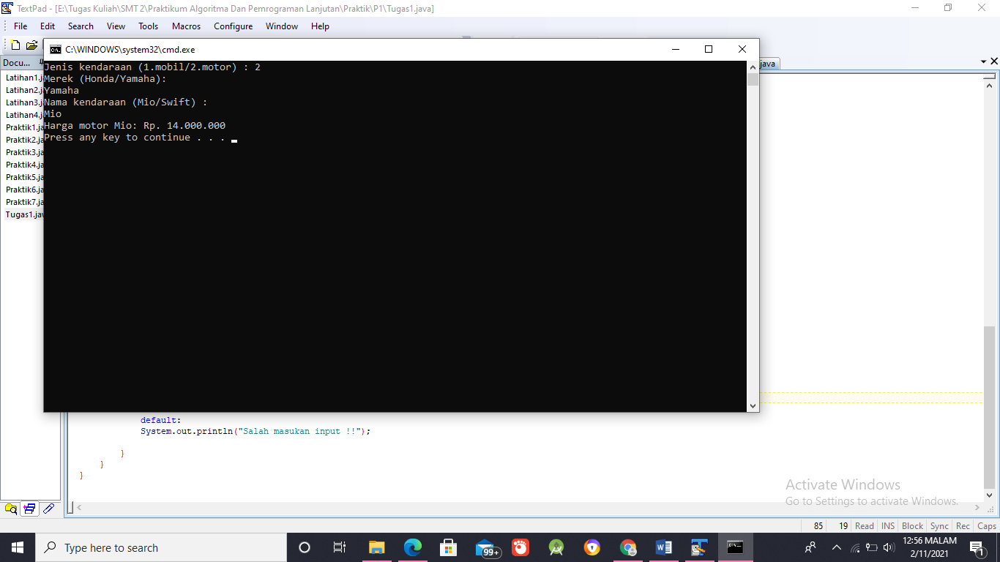 TextPad - [E:\Tugas Kuliah\SMT 2\Praktikum Algoritma Dan Pemrograman Lanjutan\Praktik\P1\Tugas1.java]
File Edit Search View Tools Macros Configure Window Help
C:\WINDOWS\system32\cmd.exe
Docu...
java
Latihan1.j
Latihan2.j
Latihan3.j
Latihan4.j
Praktik1.ja
Praktik2.ja
Praktik3.ja
Praktik4.ja
Praktik5.ja
Praktik6.ja
Praktik7.ja
Tugas1.jav
Jenis kendaraan (1.mobil/2.motor) : 2
Merek (Honda/Yamaha):
Yamaha
Nama kendaraan (Mio/Swift) :
Mio
Harga motor Mio: Rp. 14.000.000
Press any key to continue . . .
default:
System.out.println("Salah masukan input !!");
}
}
}
Activate Windows
Go to Settings to activate Windows.
85 19 Read INS Block Sync Rec Caps
Type here to search
99+
12:56 MALAM
2/11/2021
1